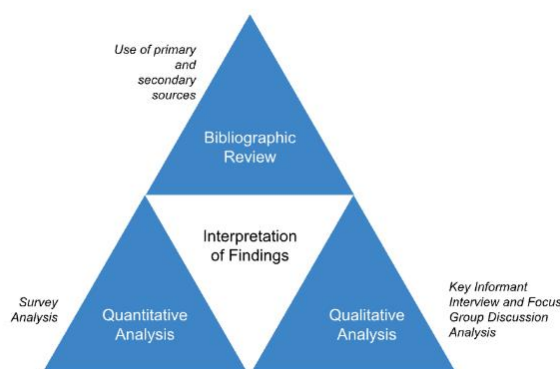 Use of primary
and
secondary
sources
Bibliographic
Review
Interpretation
of Findings
Survey
Analysis
Quantitative
Analysis
Qualitative
Analysis
Key Informant
Interview and Focus
Group Discussion
Analysis